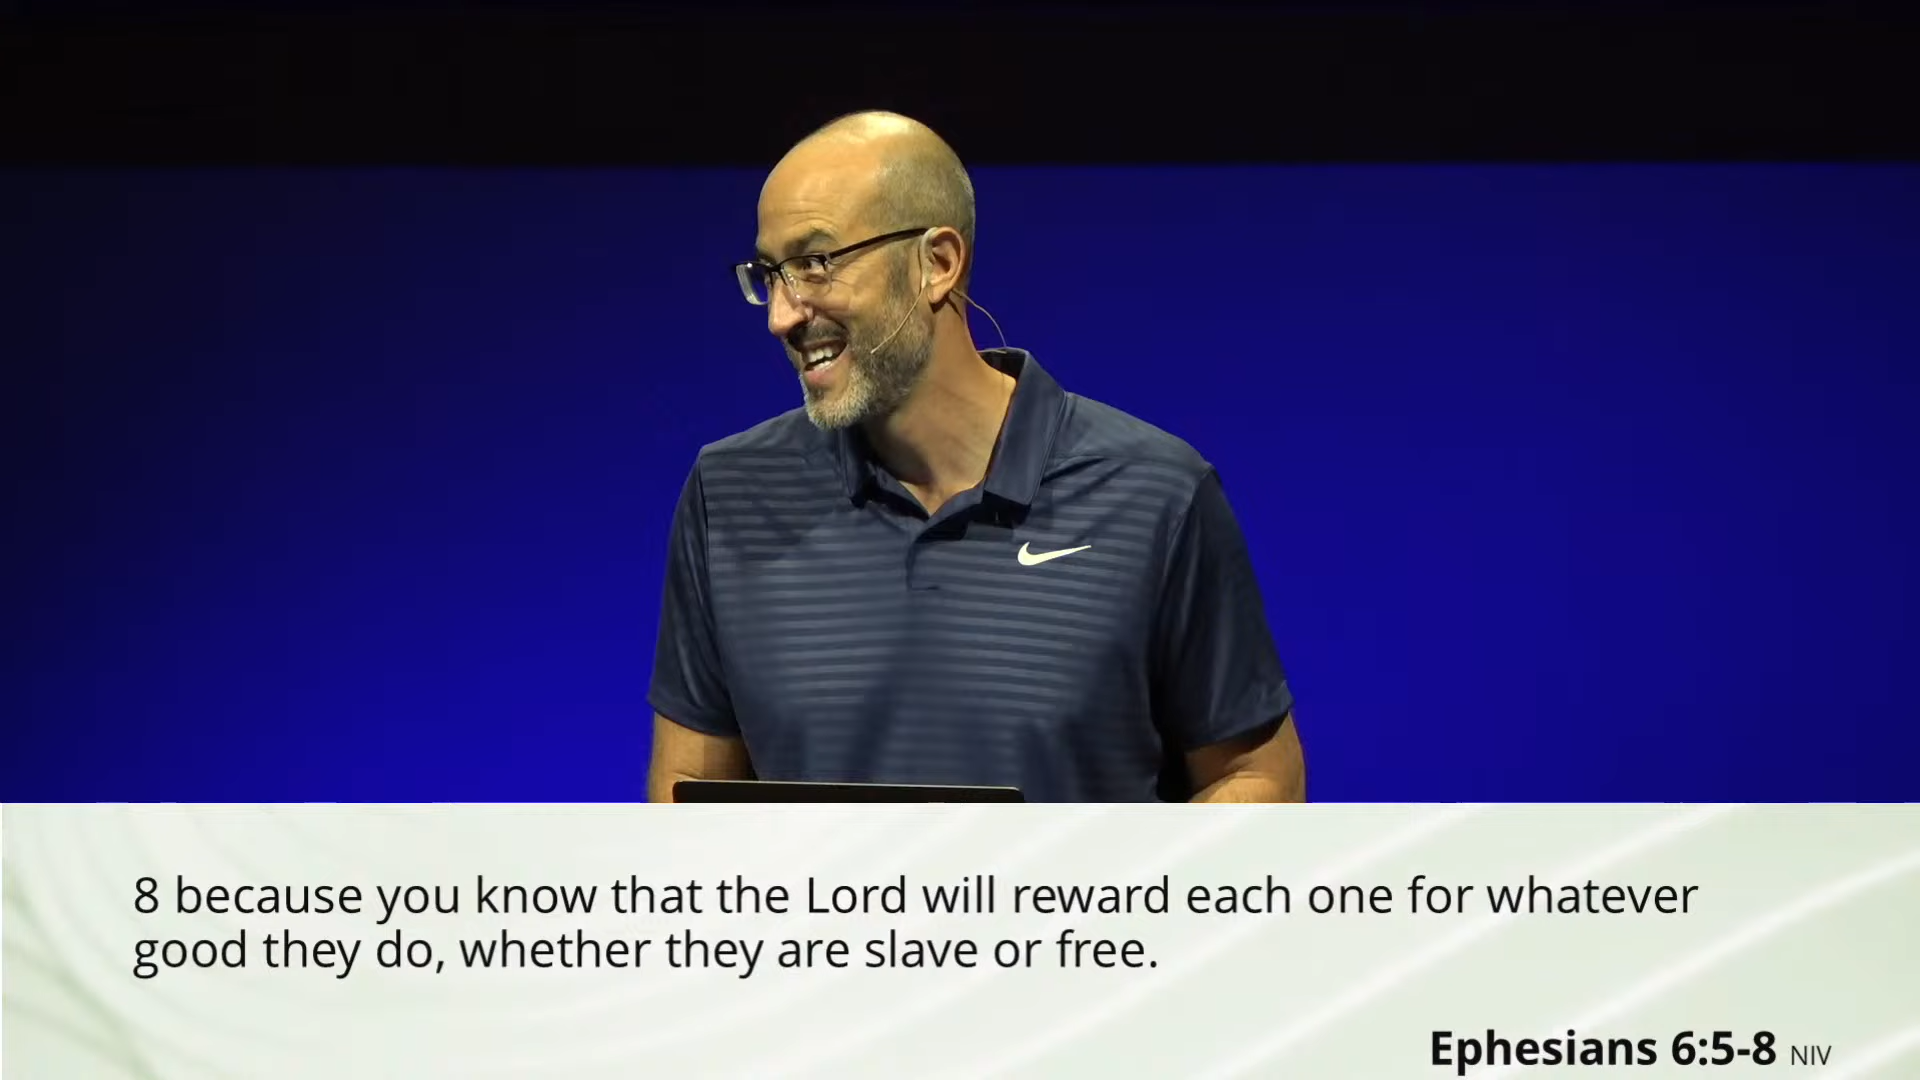 8 because you know that the Lord will reward each one for whatever
good they do, whether they are slave or free.
Ephesians 6:5-8 NIV